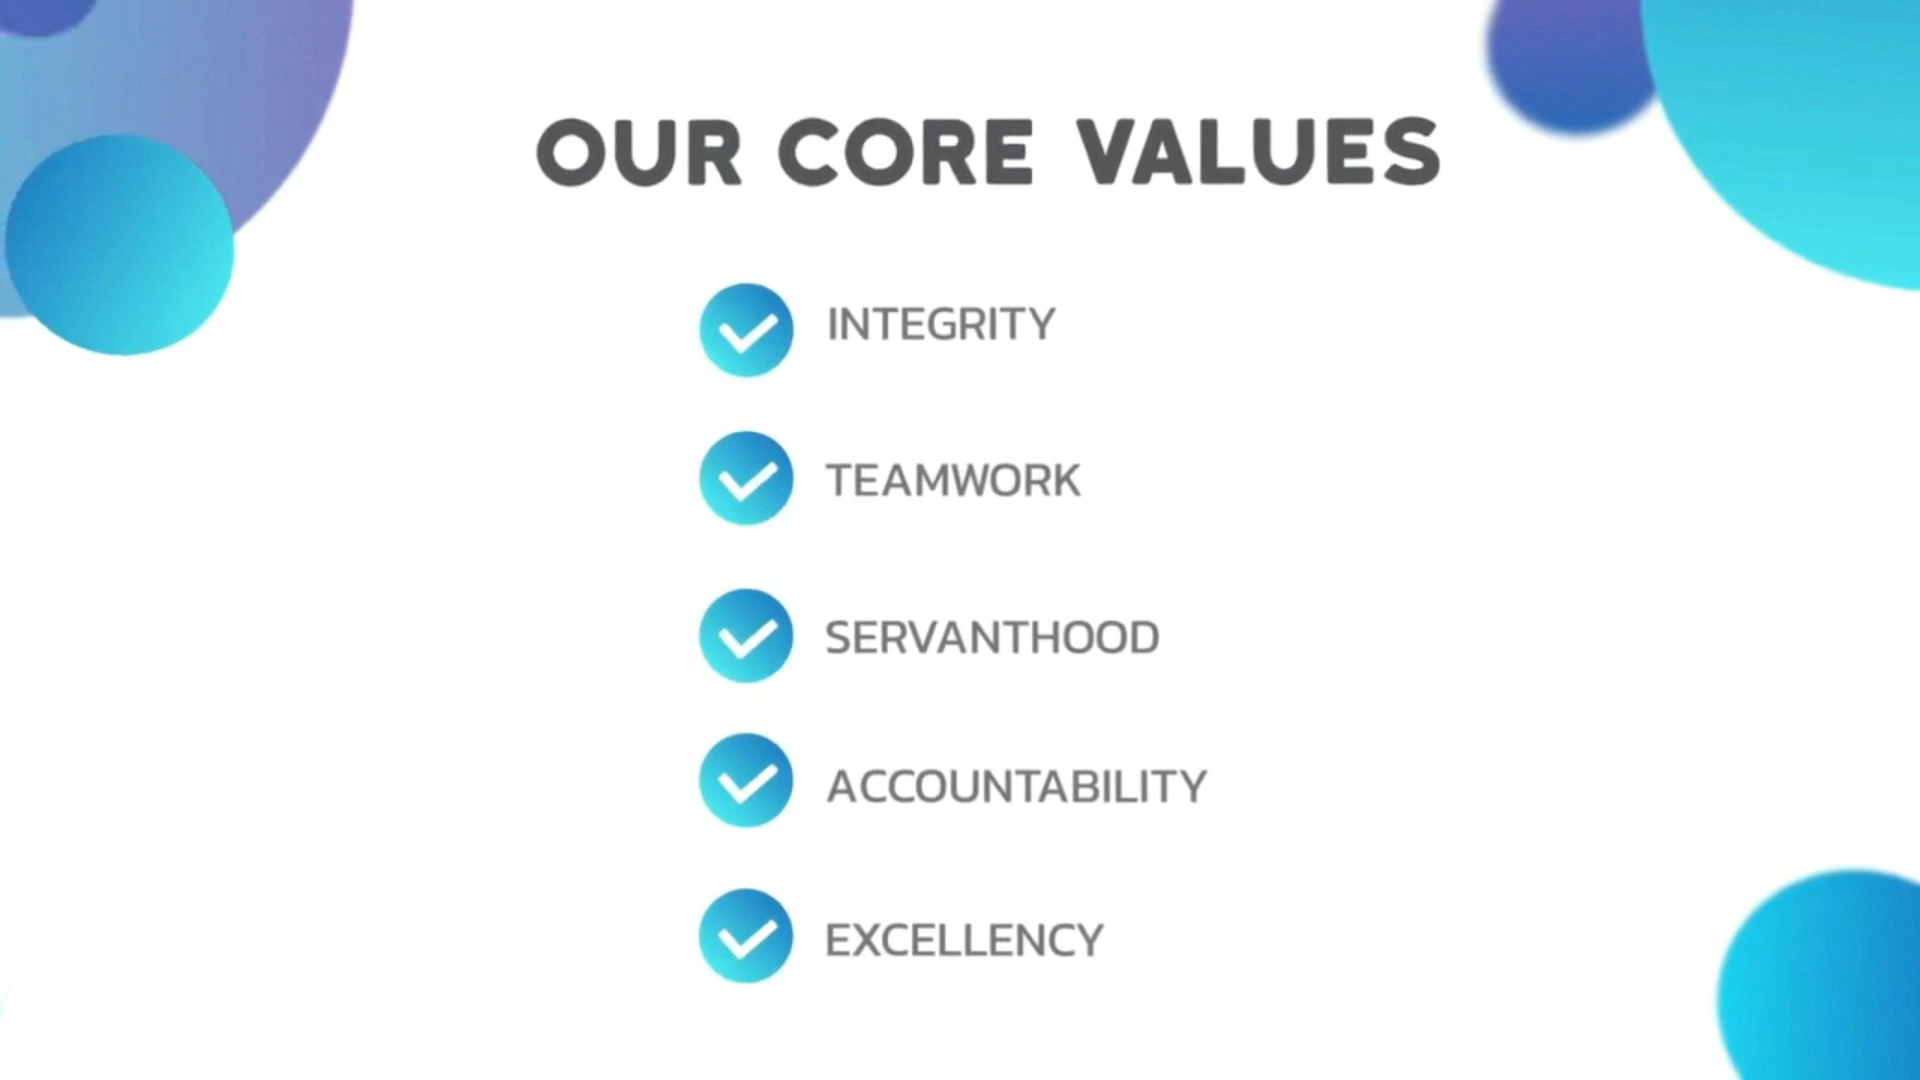 OUR CORE VALUES
INTEGRITY
TEAMWORK
SERVANTHOOD
ACCOUNTABILITY
EXCELLENCY